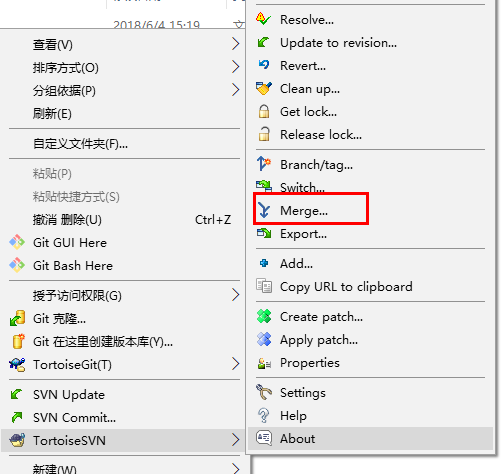 2018/6/4 15:19
查看(V)
排序方式(O)
分组依据(P)
刷新(E)
自定义文件夹(F)...
粘贴(P)
粘贴快捷方式(S)
撤消 删除(U) Ctrl+Z
Git GUI Here
Git Bash Here
授予访问权限(G)
Git 克隆...
Git 在这里创建版本库(Y)...
TortoiseGit(T)
SVN Update
SVN Commit...
TortoiseSVN
新建(W)
Resolve...
Update to revision...
Revert...
Clean up...
Get lock...
Release lock...
Branch/tag...
Switch...
Merge...
Export...
Add...
Copy URL to clipboard
Create patch...
Apply patch...
Properties
Settings
Help
About